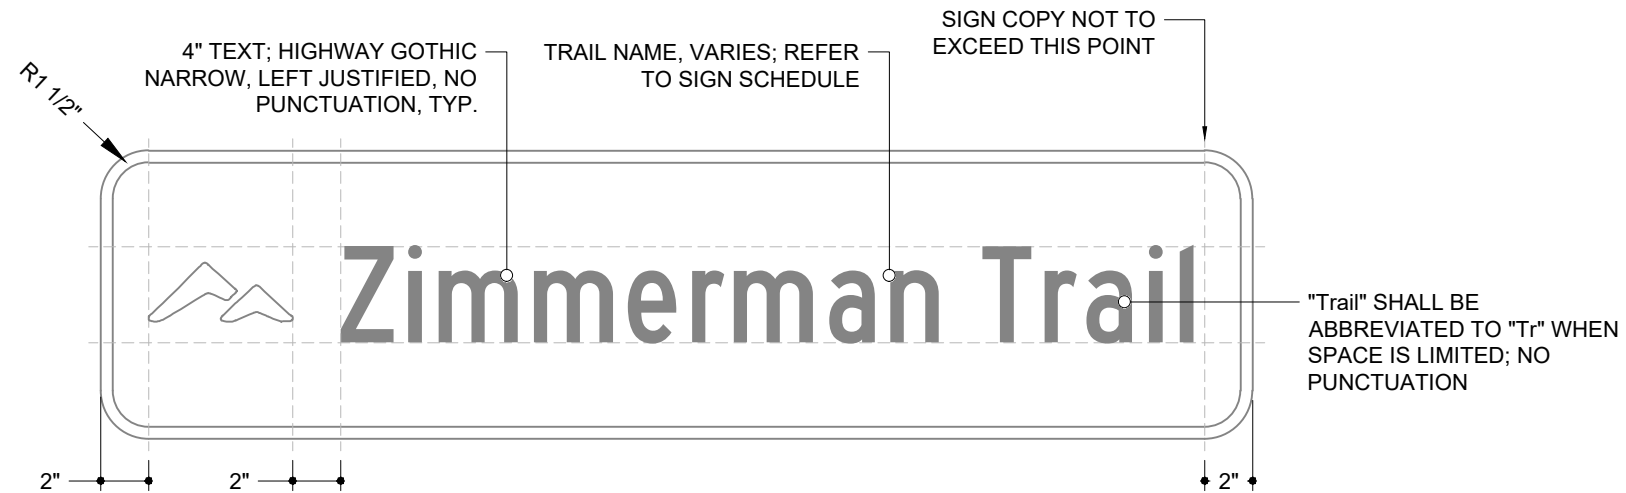 SIGN COPY NOT TO
EXCEED THIS POINT
4" TEXT; HIGHWAY GOTHIC
NARROW, LEFT JUSTIFIED, NO
PUNCTUATION, TYP.
TRAIL NAME, VARIES; REFER
TO SIGN SCHEDULE
R1 1/2"
Zimmerman Trail
"Trail" SHALL BE
ABBREVIATED TO "Tr" WHEN
SPACE IS LIMITED; NO
PUNCTUATION
2"
2"
2"